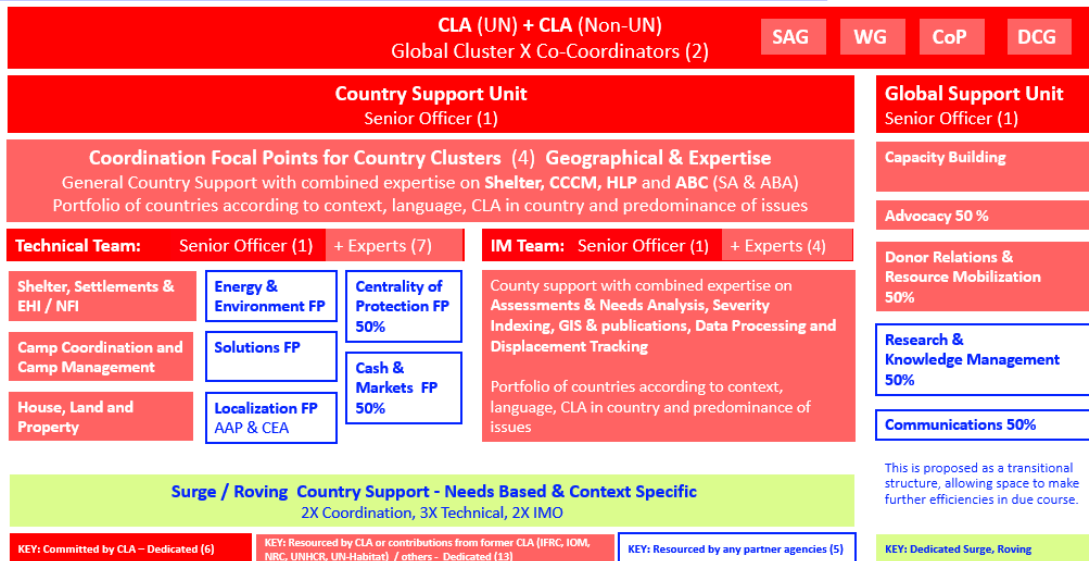 CLA (UN) + CLA (Non-UN)
Global Cluster X Co-Coordinators (2)
SAG
WG
CoP
DCG
Country Support Unit
Senior Officer (1)
Global Support Unit
Senior Officer (1)
Coordination Focal Points for Country Clusters (4) Geographical & Expertise
General Country Support with combined expertise on Shelter, CCCM, HLP and ABC (SA & ABA)
Portfolio of countries according to context, language, CLA in country and predominance of issues
Technical Team: Senior Officer (1) + Experts (7)
Shelter, Settlements &
EHI / NFI
Camp Coordination and
Camp Management
House, Land and
Property
Energy &
Environment FP
Solutions FP
Localization FP
AAP & CEA
Centrality of
Protection FP
50%
Cash &
Markets FP
50%
IM Team: Senior Officer (1) + Experts (4)
County support with combined expertise on
Assessments & Needs Analysis, Severity
Indexing, GIS & publications, Data Processing and
Displacement Tracking
Portfolio of countries according to context,
language, CLA in country and predominance of
issues
Capacity Building
Advocacy 50 %
Donor Relations &
Resource Mobilization
50%
Research &
Knowledge Management
50%
Communications 50%
This is proposed as a transitional
structure, allowing space to make
further efficiencies in due course.
Surge / Roving Country Support - Needs Based & Context Specific
2X Coordination, 3X Technical, 2X IMO
KEY: Committed by CLA – Dedicated (6)
KEY: Resourced by CLA or contributions from former CLA (IFRC, IOM,
NRC, UNHCR, UN-Habitat) / others - Dedicated (13)
KEY: Resourced by any partner agencies (5)
KEY: Dedicated Surge, Roving